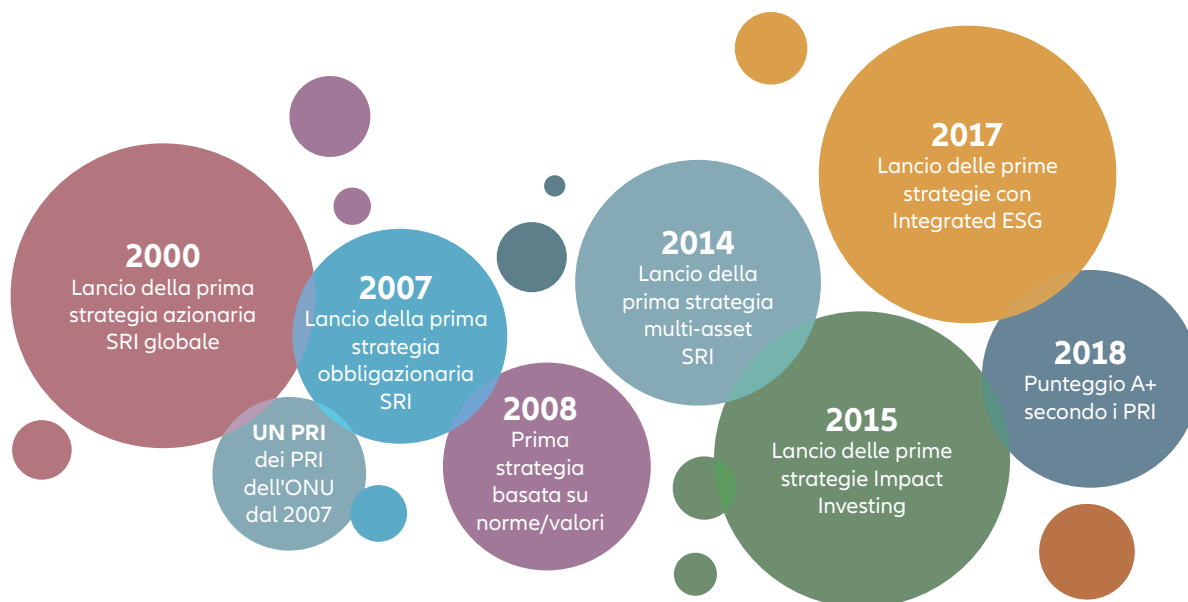 2000
Lancio della prima
strategia azionaria
SRI globale
UN PRI
dei PRI
dell'ONU
dal 2007
2007
Lancio della prima
strategia
obbligazionaria
SRI
2008
Prima
strategia
basata su
norme/valori
2014
Lancio della
prima strategia
multi-asset
SRI
2015
Lancio delle prime
strategie Impact
Investing
2017
Lancio delle prime
strategie con
Integrated ESG
2018
Punteggio A+
secondo i PRI